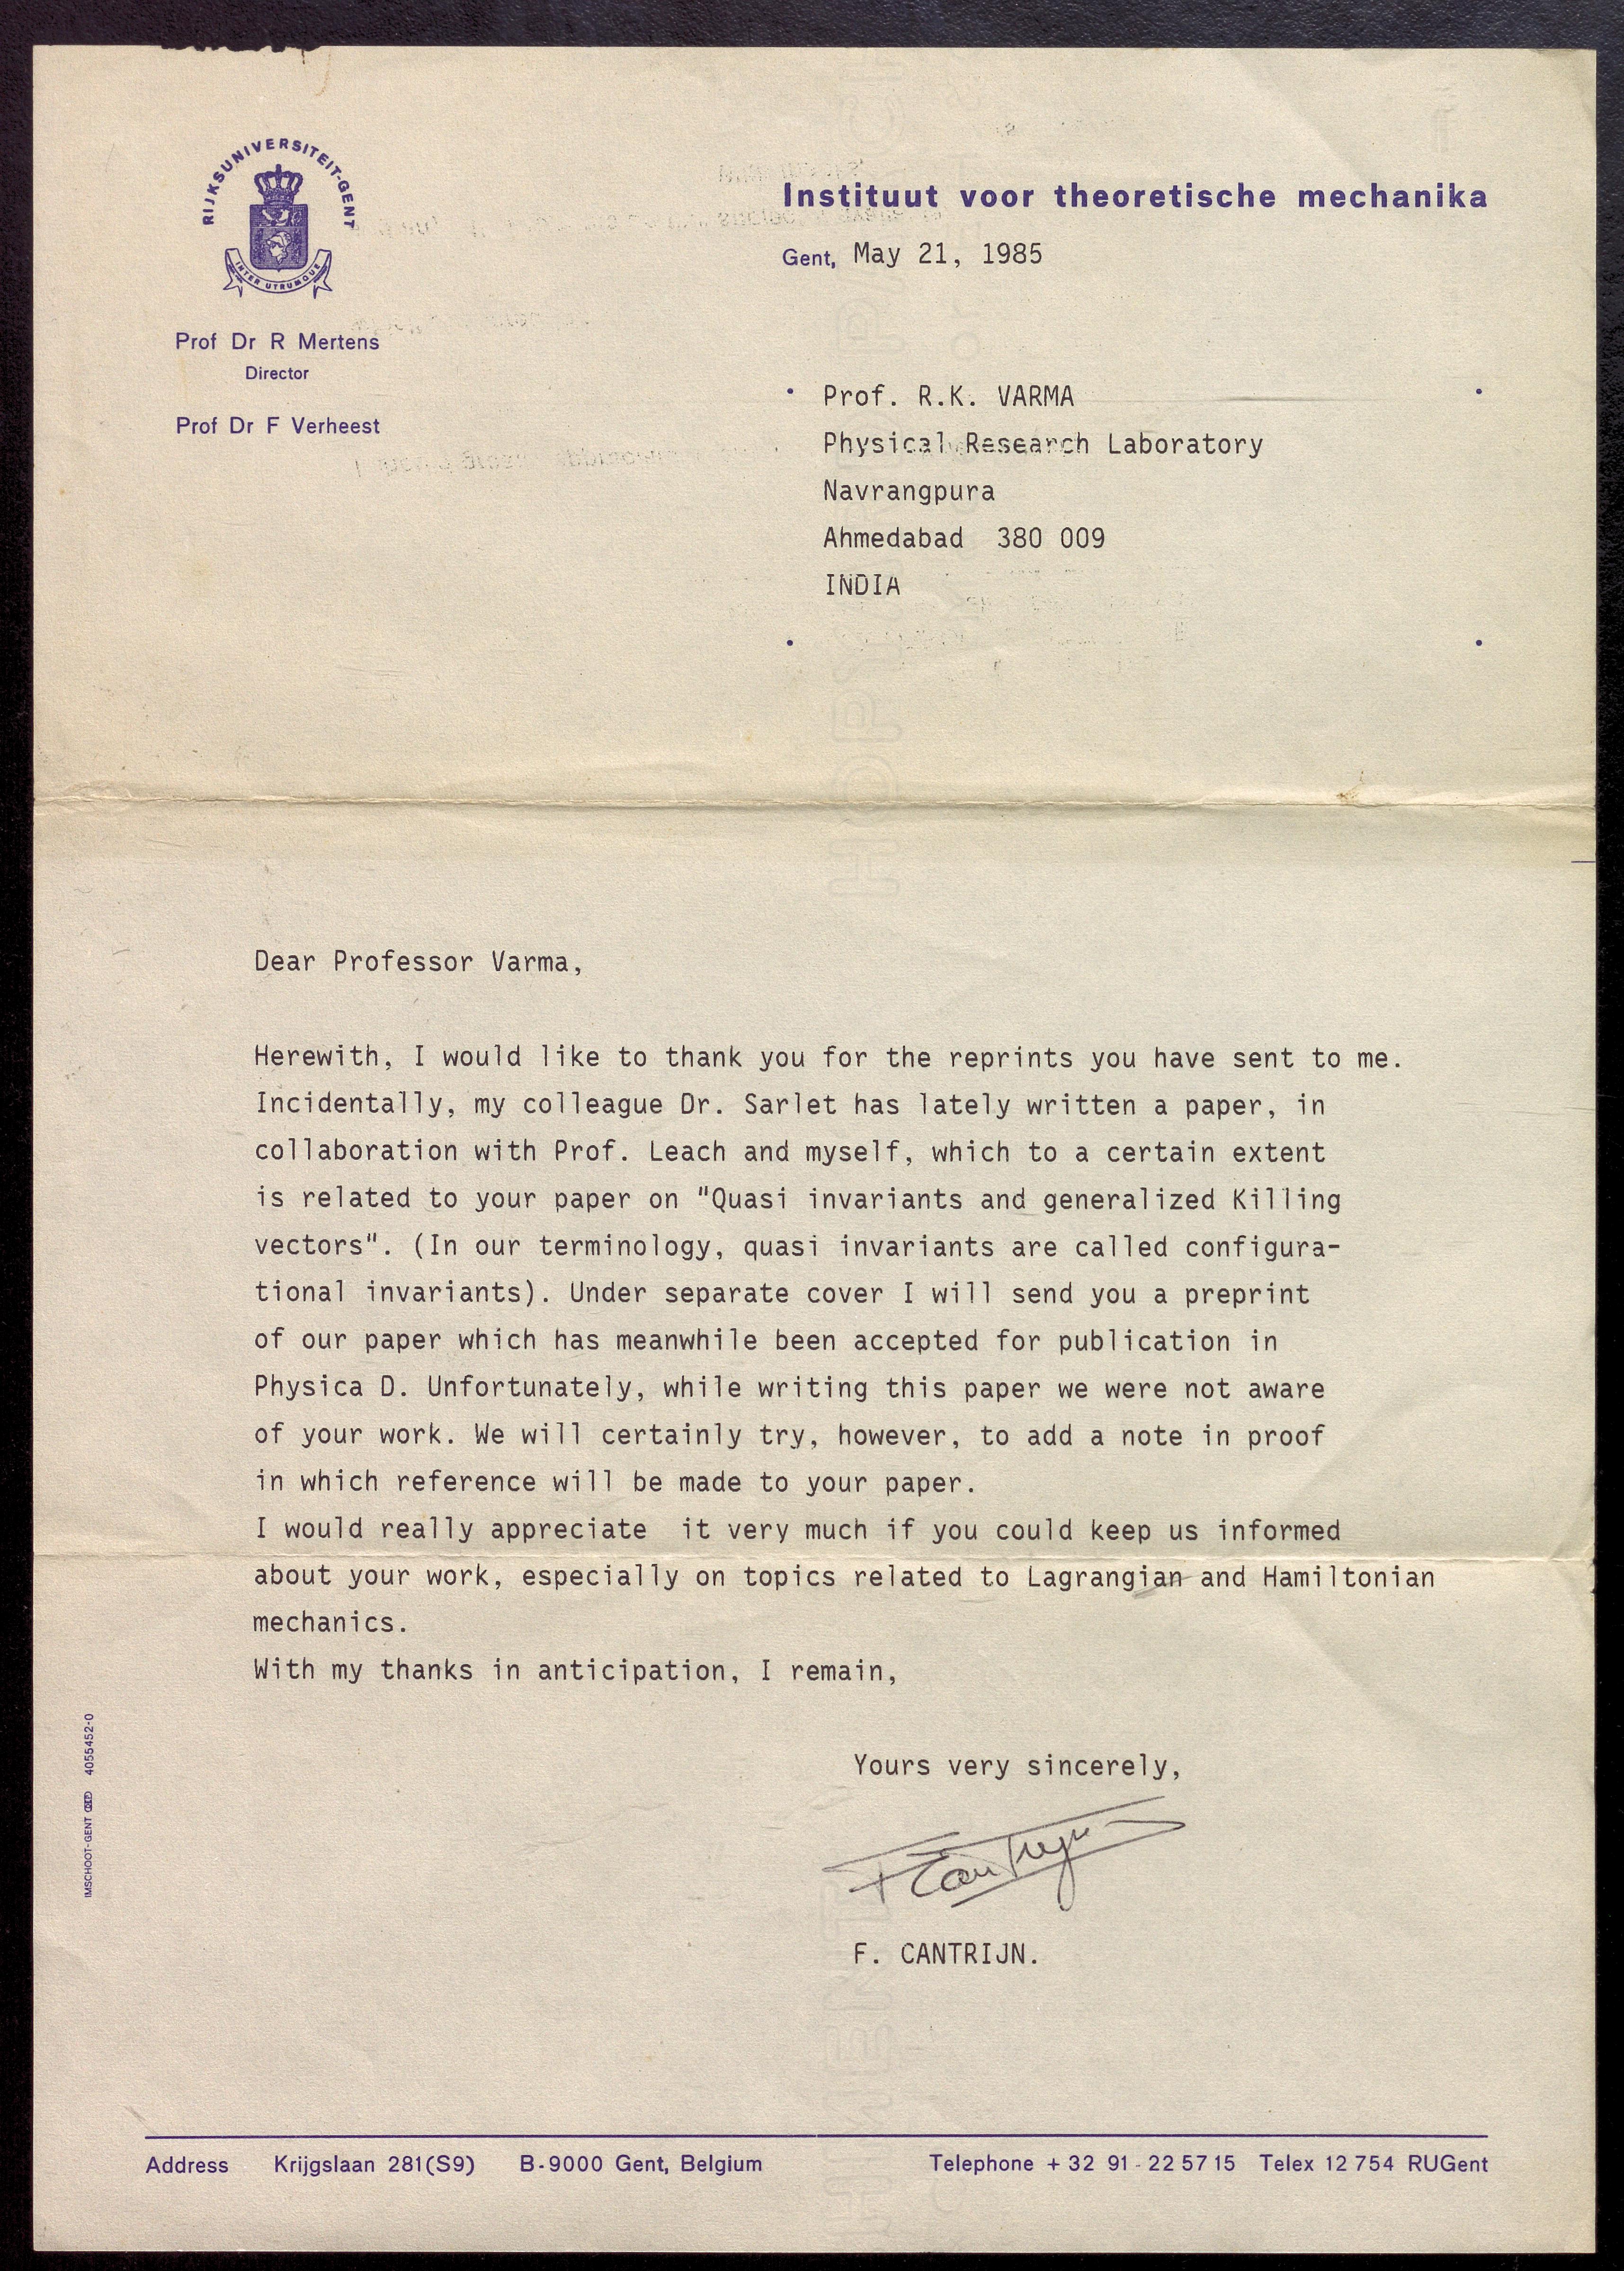 RIJKSUNIVERSITEIT-GENT
INTER UTRUMQUE
Instituut voor theoretische mechanika
Gent, May 21, 1985
Prof Dr R Mertens
Director
Prof Dr F Verheest
Prof. R.K. VARMA
Physical Research Laboratory
Navrangpura
Ahmedabad 380 009
INDIA
Dear Professor Varma,
Herewith, I would like to thank you for the reprints you have sent to me.
Incidentally, my colleague Dr. Sarlet has lately written a paper, in
collaboration with Prof. Leach and myself, which to a certain extent
is related to your paper on "Quasi invariants and generalized Killing
vectors". (In our terminology, quasi invariants are called configura-
tional invariants). Under separate cover I will send you a preprint
of our paper which has meanwhile been accepted for publication in
Physica D. Unfortunately, while writing this paper we were not aware
of your work. We will certainly try, however, to add a note in proof
in which reference will be made to your paper.
I would really appreciate it very much if you could keep us informed
about your work, especially on topics related to Lagrangian and Hamiltonian
mechanics.
With my thanks in anticipation, I remain,
Yours very sincerely,
F Cantrijn
F. CANTRIJN.
IMSCHOOT-GENT 4055452-0
Address Krijgslaan 281(S9) B-9000 Gent, Belgium Telephone +32 91-22 57 15 Telex 12 754 RUGent